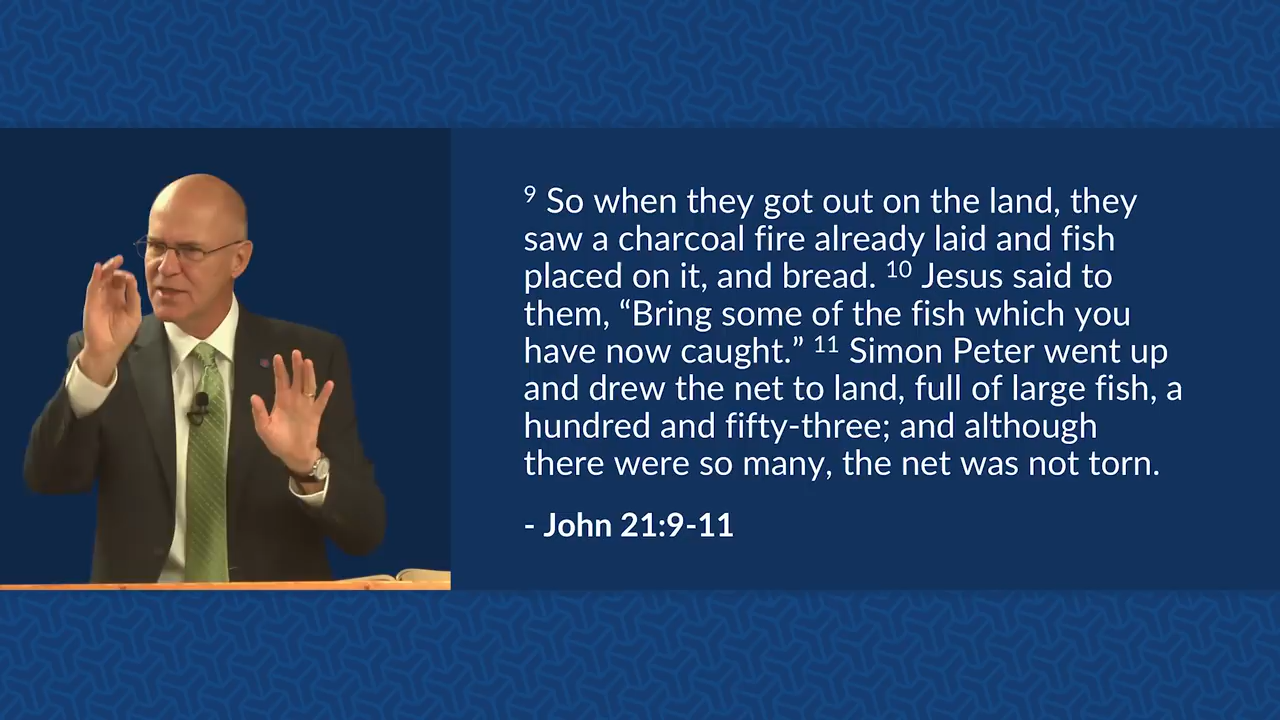 ⁹ So when they got out on the land, they
saw a charcoal fire already laid and fish
placed on it, and bread. ¹⁰ Jesus said to
them, “Bring some of the fish which you
have now caught.” ¹¹ Simon Peter went up
and drew the net to land, full of large fish, a
hundred and fifty-three; and although
there were so many, the net was not torn.
- John 21:9-11